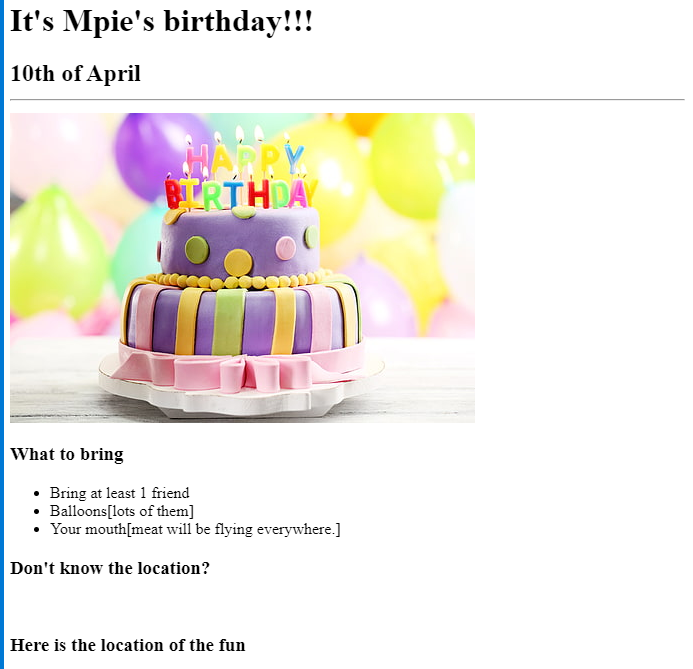 It's Mpie's birthday!!!
10th of April
HAPPY
BIRTHDAY
What to bring
Bring at least 1 friend
Balloons[lots of them]
Your mouth[meat will be flying everywhere.]
Don't know the location?
Here is the location of the fun